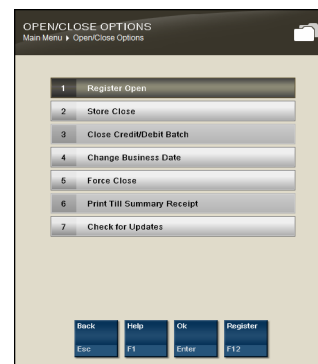 OPEN/CLOSE OPTIONS
Main Menu ▶ Open/Close Options
1 Register Open
2 Store Close
3 Close Credit/Debit Batch
4 Change Business Date
5 Force Close
6 Print Till Summary Receipt
7 Check for Updates
Back Help Ok Register
Esc F1 Enter F12